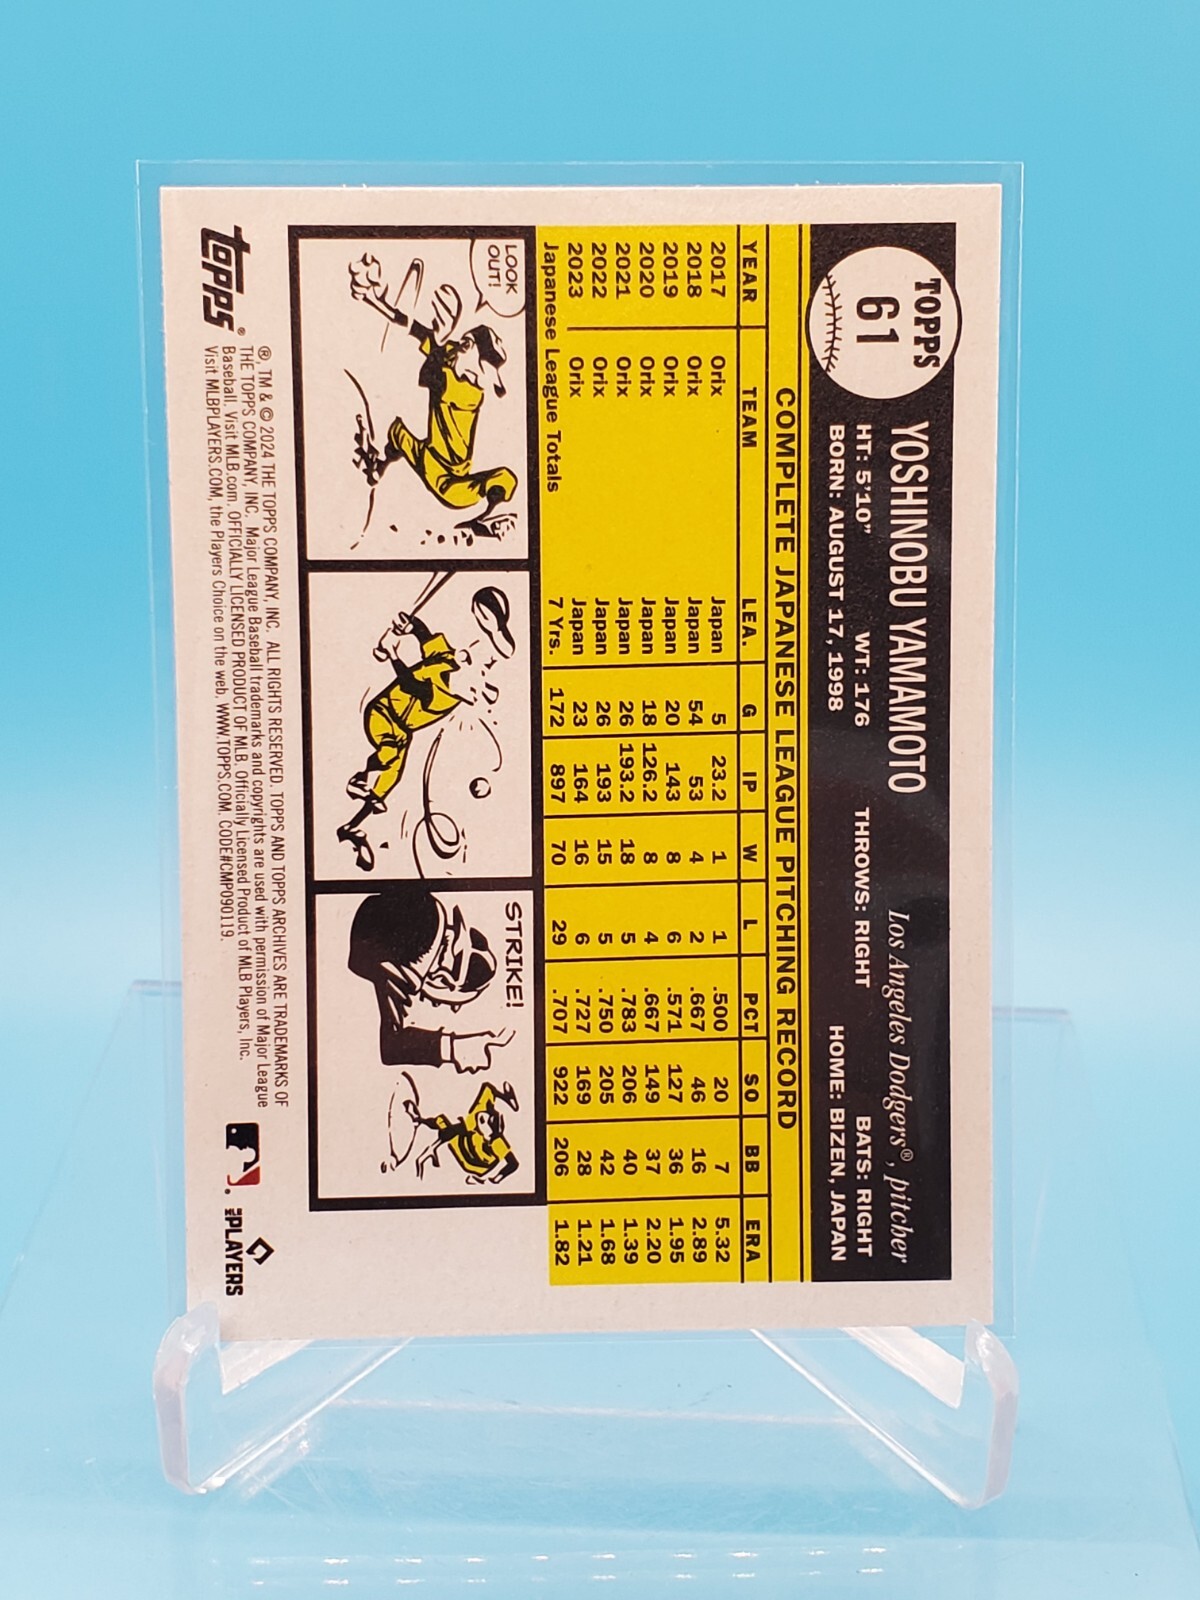 TOPPS
61
YOSHINOBU YAMAMOTO
Los Angeles Dodgers®, pitcher
HT: 5'10" WT: 176 THROWS: RIGHT BATS: RIGHT
BORN: AUGUST 17, 1998 HOME: BIZEN, JAPAN
COMPLETE JAPANESE LEAGUE PITCHING RECORD
YEAR TEAM LEA. G IP W L PCT SO BB ERA
2017 Orix Japan 5 23.2 1 1 .500 20 7 5.32
2018 Orix Japan 54 53 4 2 .667 46 16 2.89
2019 Orix Japan 20 143 8 6 .571 127 36 1.95
2020 Orix Japan 18 126.2 8 4 .667 149 37 2.20
2021 Orix Japan 26 193.2 18 5 .783 206 40 1.39
2022 Orix Japan 26 193 15 5 .750 205 42 1.68
2023 Orix Japan 23 164 16 6 .727 169 28 1.21
Japanese League Totals 7 Yrs. 172 897 70 29 .707 922 206 1.82
LOOK
OUT!
STRIKE!
topps®
®, TM & © 2024 THE TOPPS COMPANY, INC. ALL RIGHTS RESERVED. TOPPS AND TOPPS ARCHIVES ARE TRADEMARKS OF
THE TOPPS COMPANY, INC. Major League Baseball trademarks and copyrights are used with permission of Major League
Baseball. Visit MLB.com. OFFICIALLY LICENSED PRODUCT OF MLB. Officially Licensed Product of MLB Players, Inc.
Visit MLBPLAYERS.COM, the Players Choice on the web. WWW.TOPPS.COM. CODE#CMP090119.
THE PLAYERS